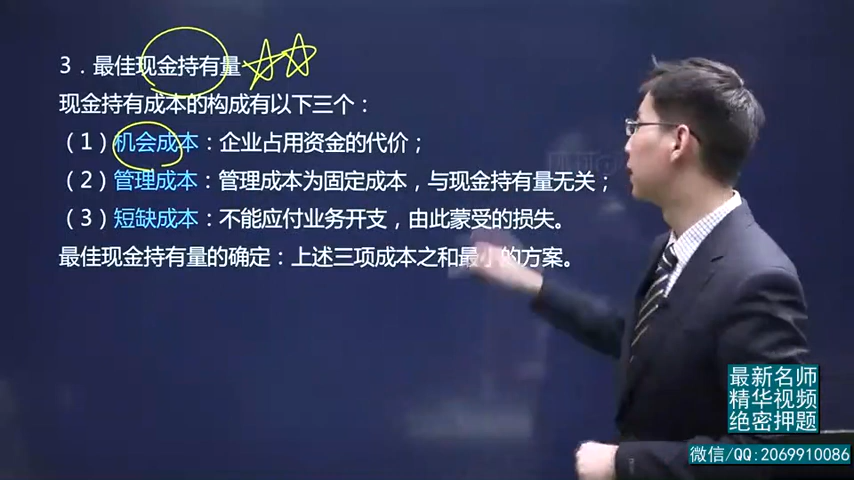 3．最佳现金持有量
现金持有成本的构成有以下三个：
（1）机会成本：企业占用资金的代价；
（2）管理成本：管理成本为固定成本，与现金持有量无关；
（3）短缺成本：不能应付业务开支，由此蒙受的损失。
最佳现金持有量的确定：上述三项成本之和最小的方案。
最新名师
精华视频
绝密押题
微信/QQ:2069910086